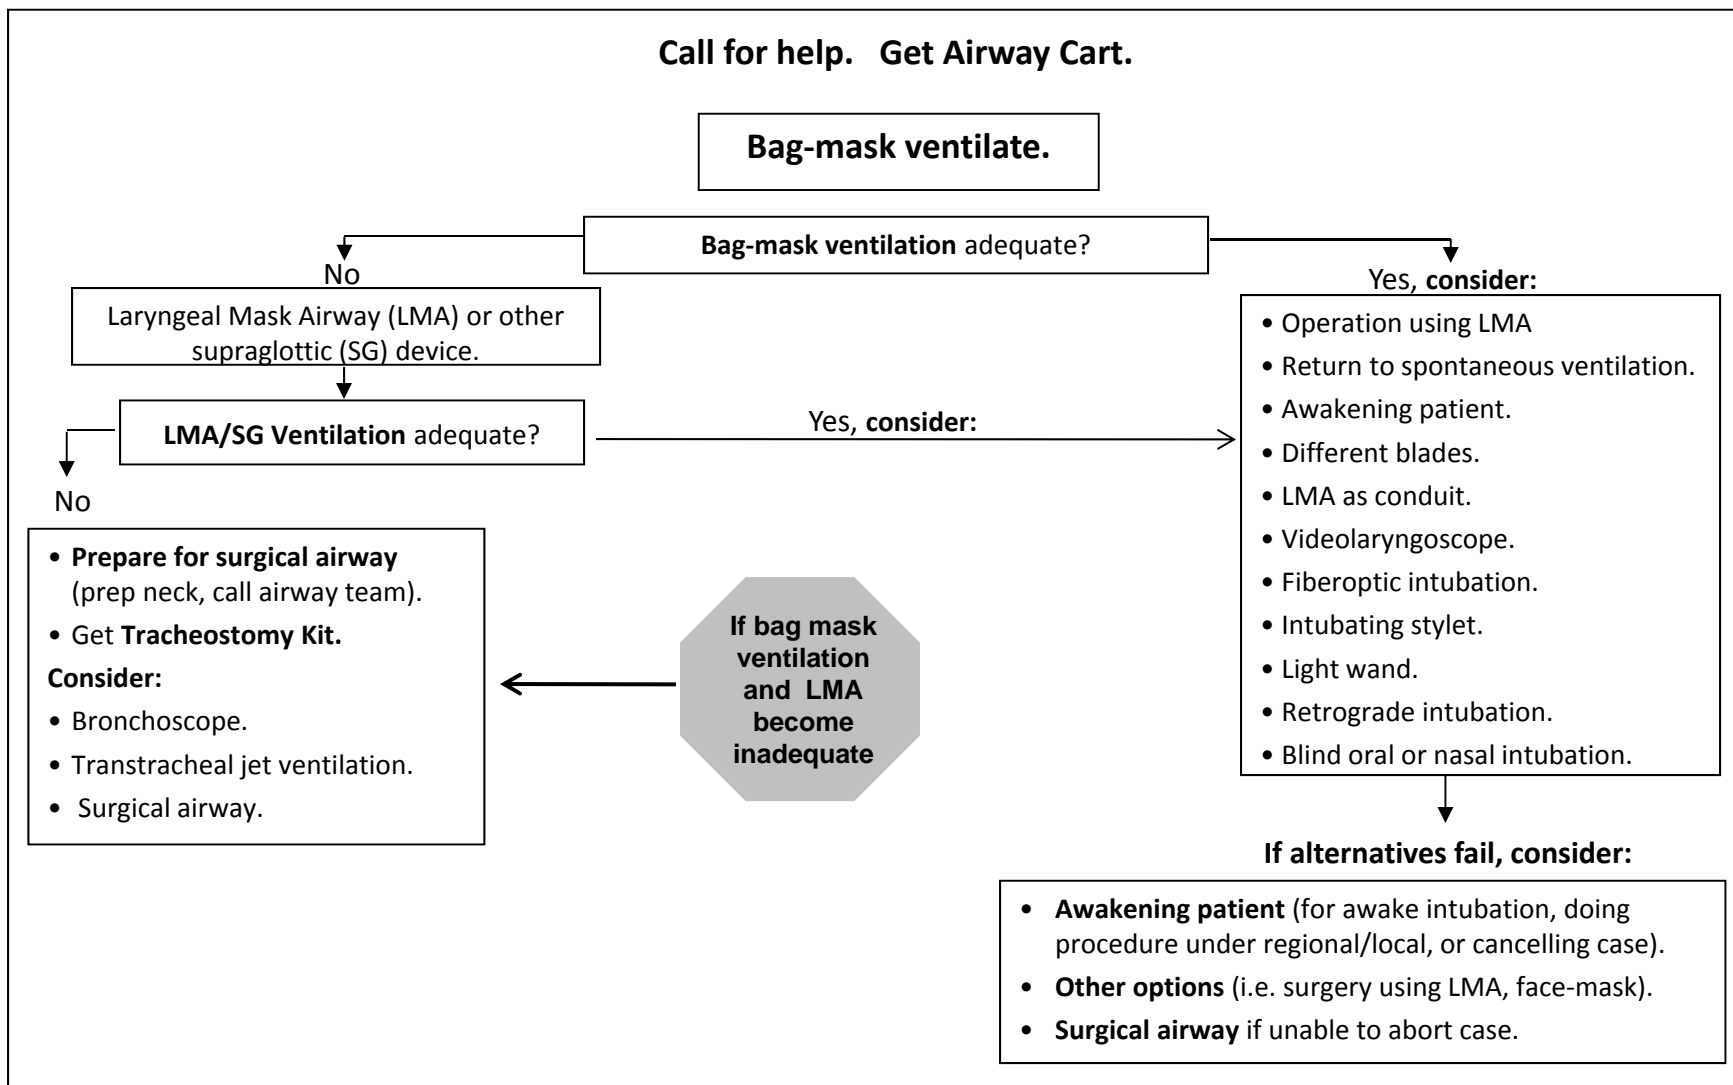 Call for help.   Get Airway Cart.
Bag-mask ventilate.
Bag-mask ventilation adequate?
No
Laryngeal Mask Airway (LMA) or other
supraglottic (SG) device.
LMA/SG Ventilation adequate?
No
• Prepare for surgical airway
(prep neck, call airway team).
• Get Tracheostomy Kit.
Consider:
• Bronchoscope.
• Transtracheal jet ventilation.
• Surgical airway.
If bag mask
ventilation
and LMA
become
inadequate
Yes, consider:
Yes, consider:
• Operation using LMA
• Return to spontaneous ventilation.
• Awakening patient.
• Different blades.
• LMA as conduit.
• Videolaryngoscope.
• Fiberoptic intubation.
• Intubating stylet.
• Light wand.
• Retrograde intubation.
• Blind oral or nasal intubation.
If alternatives fail, consider:
• Awakening patient (for awake intubation, doing
procedure under regional/local, or cancelling case).
• Other options (i.e. surgery using LMA, face-mask).
• Surgical airway if unable to abort case.